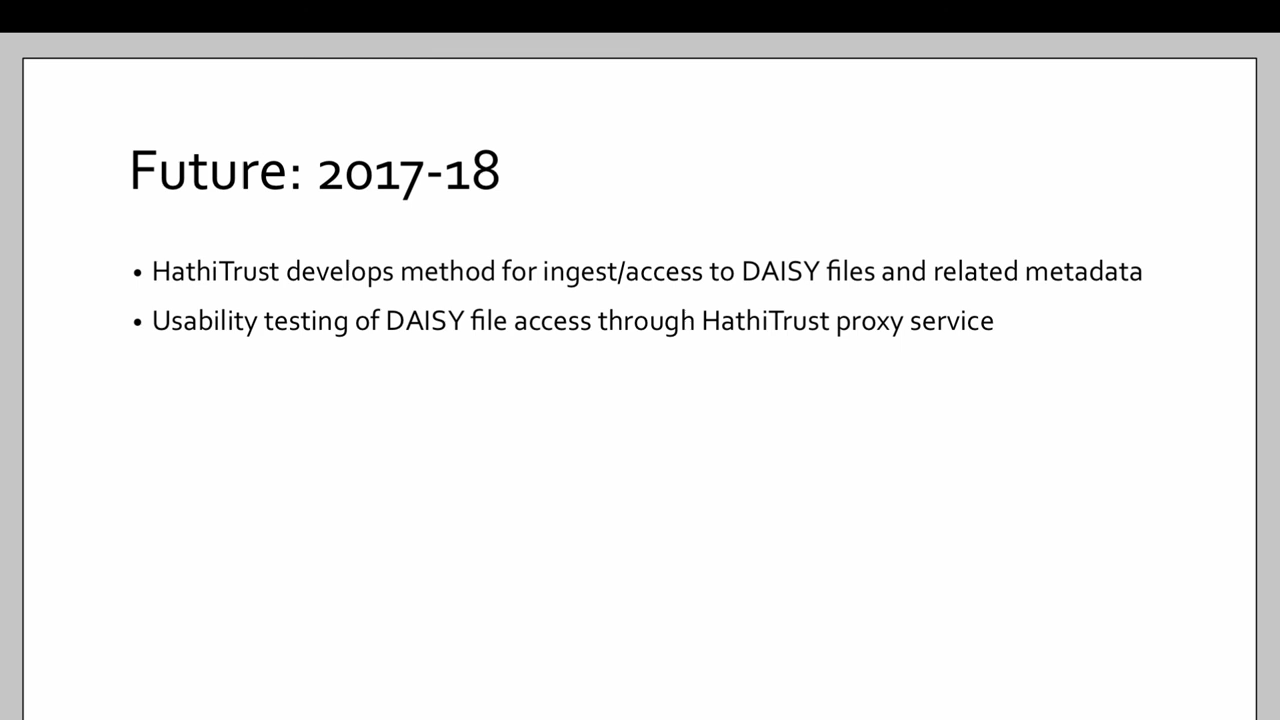 Future: 2017-18
• HathiTrust develops method for ingest/access to DAISY files and related metadata
• Usability testing of DAISY file access through HathiTrust proxy service